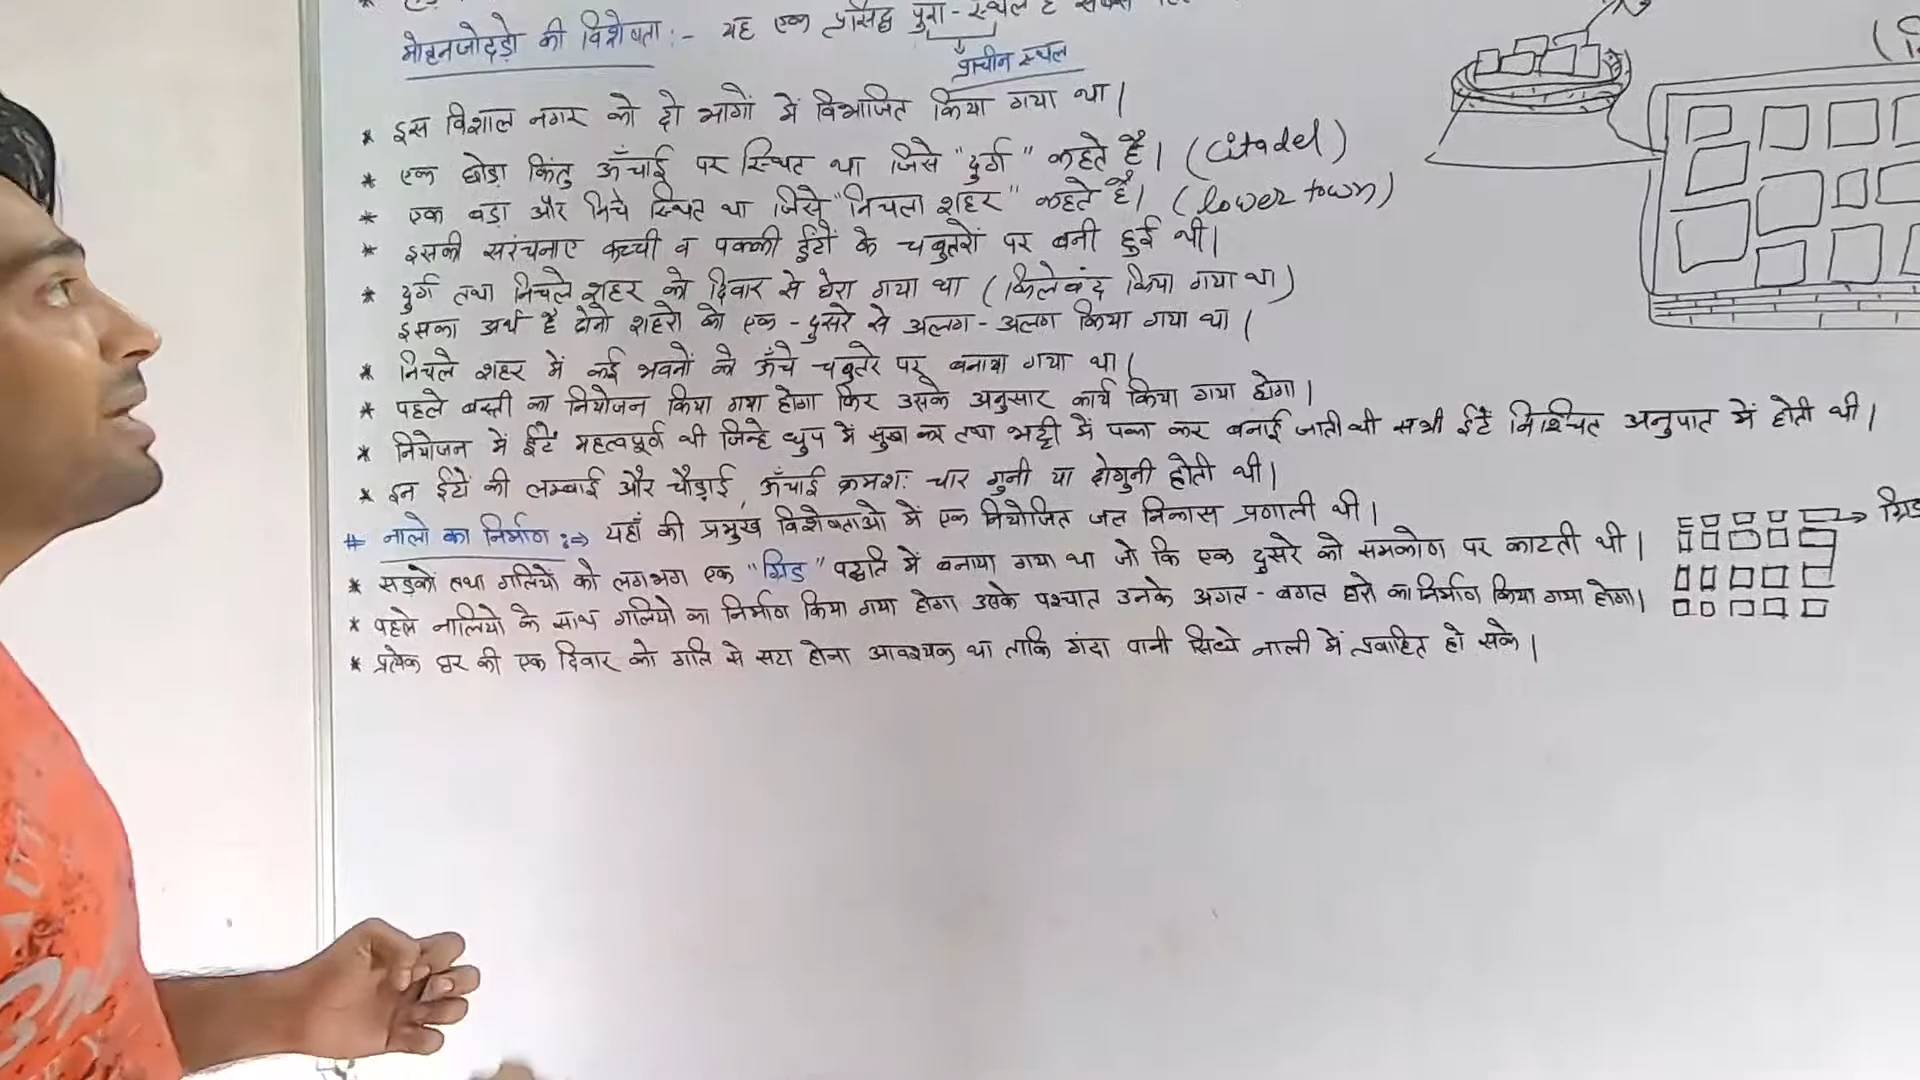 मोहनजोदड़ो की विशेषता :- यह एक प्रसिद्ध पुरा-स्थल है
प्राचीन स्थल
* इस विशाल नगर को दो भागों में विभाजित किया गया था।
* एक छोड़ा किंतु ऊँचाई पर स्थित था जिसे "दुर्ग" कहते है। (citadel)
* एक बड़ा और निचे स्थित था जिसे "निचला शहर" कहते है। (lower town)
* इसकी सरंचनाए कच्ची व पक्की ईंटों के चबुतरों पर बनी हुई थी।
* दुर्ग तथा निचले शहर को दिवार से घेरा गया था (किलेबंद किया गया था)
इसका अर्थ है दोनो शहरो को एक-दुसरे से अलग-अलग किया गया था।
* निचले शहर में कई भवनों को ऊँचे चबुतरे पर बनाया गया था।
* पहले बस्ती का नियोजन किया गया होगा फिर उसके अनुसार कार्य किया गया होगा।
* नियोजन में ईंटें महत्वपूर्ण थी जिन्हे धुप में सुखा कर तथा भट्टी में पका कर बनाई जाती थी सभी ईंटें निश्चित अनुपात में होती थी।
* इन ईंटों की लम्बाई और चौड़ाई, ऊँचाई क्रमशः चार गुनी या दोगुनी होती थी।
# नालो का निर्माण :⇒ यहाँ की प्रमुख विशेषताओ में एक नियोजित जल निकास प्रणाली थी।
* सड़कों तथा गलियों को लगभग एक "ग्रिड" पद्धति में बनाया गया था जो कि एक दुसरे को समकोण पर काटती थी।
* पहले नालियो के साथ गलियो का निर्माण किया गया होगा उसके पश्चात उनके अगल-बगल घरो का निर्माण किया गया होगा।
* प्रत्येक घर की एक दिवार को गलि से सटा होना आवश्यक था ताकि गंदा पानी सिधे नाली में प्रवाहित हो सके।
ग्रिड